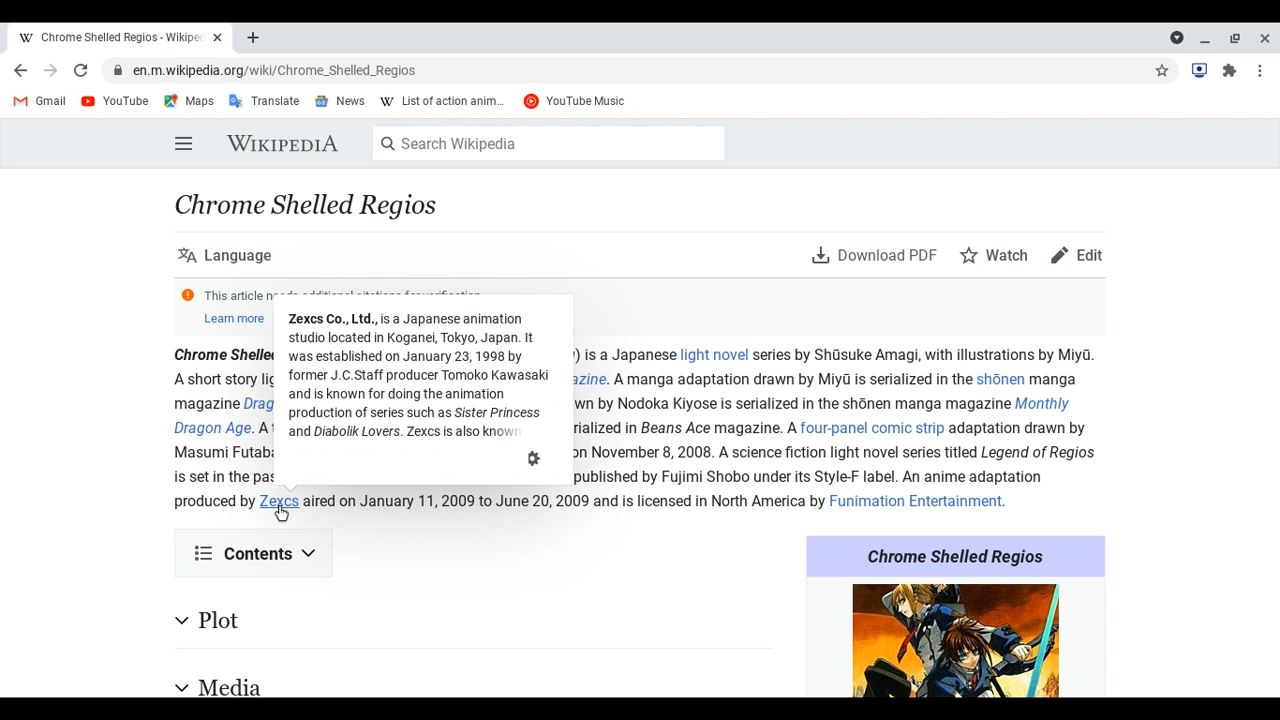 Chrome Shelled Regios - Wikiped
en.m.wikipedia.org/wiki/Chrome_Shelled_Regios
Gmail YouTube Maps Translate News List of action anim... YouTube Music
WIKIPEDIA Search Wikipedia
Chrome Shelled Regios
Language Download PDF Watch Edit
This article needs additional citations for verification
Learn more
Zexcs Co., Ltd., is a Japanese animation
studio located in Koganei, Tokyo, Japan. It
was established on January 23, 1998 by
former J.C.Staff producer Tomoko Kawasaki
and is known for doing the animation
production of series such as Sister Princess
and Diabolik Lovers. Zexcs is also known
Chrome Shelled ) is a Japanese light novel series by Shūsuke Amagi, with illustrations by Miyū.
A short story lig azine. A manga adaptation drawn by Miyū is serialized in the shōnen manga
magazine Drag wn by Nodoka Kiyose is serialized in the shōnen manga magazine Monthly
Dragon Age. A rialized in Beans Ace magazine. A four-panel comic strip adaptation drawn by
Masumi Futaba on November 8, 2008. A science fiction light novel series titled Legend of Regios
is set in the pas published by Fujimi Shobo under its Style-F label. An anime adaptation
produced by Zexcs aired on January 11, 2009 to June 20, 2009 and is licensed in North America by Funimation Entertainment.
Contents
Chrome Shelled Regios
Plot
Media